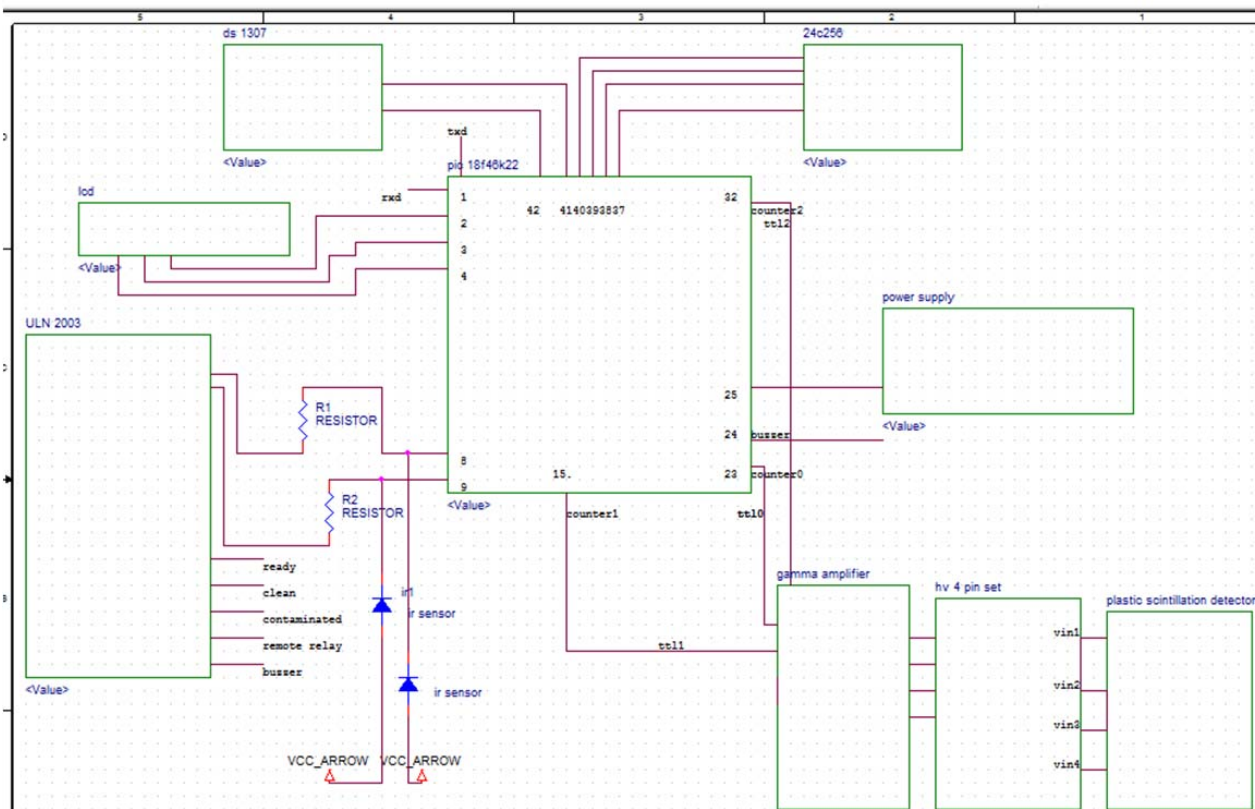 5 4 3 2 1
ds 1307
24c256
<Value>
<Value>
txd
pic 18f46k22
rxd
lcd
<Value>
1
2
3
4
42 4140393837
32
counter2
ttl2
power supply
<Value>
ULN 2003
R1
RESISTOR
R2
RESISTOR
8
9
15.
25
24 buzzer
23 counter0
<Value>
counter1
ttl0
ready
clean
contaminated
remote relay
buzzer
<Value>
ir1
ir sensor
ir sensor
VCC_ARROW VCC_ARROW
ttl1
gamma amplifier
hv 4 pin set
plastic scintillation detector
vin1
vin2
vin3
vin4